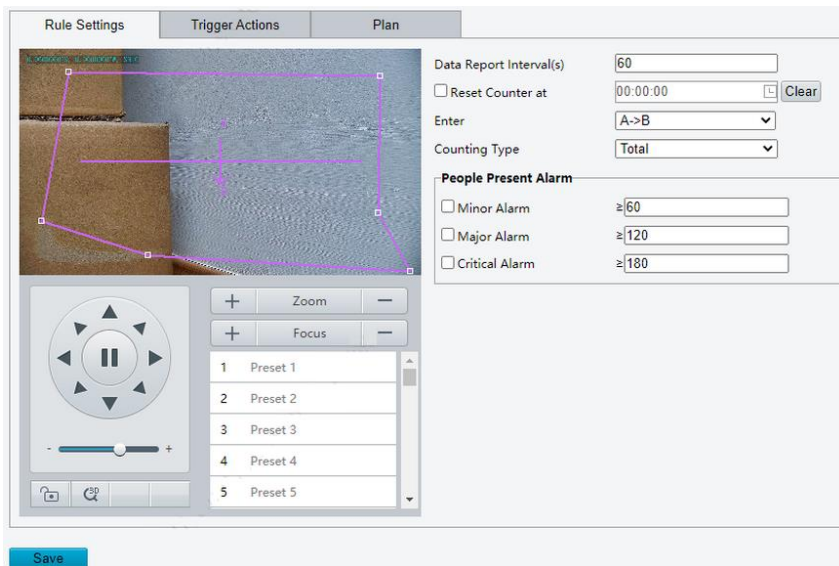 Rule Settings
Trigger Actions
Plan
Data Report Interval(s)
60
Reset Counter at
00:00:00
Clear
Enter
A->B
Counting Type
Total
People Present Alarm
Minor Alarm
≥60
Major Alarm
≥120
Critical Alarm
≥180
+ Zoom −
+ Focus −
1 Preset 1
2 Preset 2
3 Preset 3
4 Preset 4
5 Preset 5
- +
3D
Save